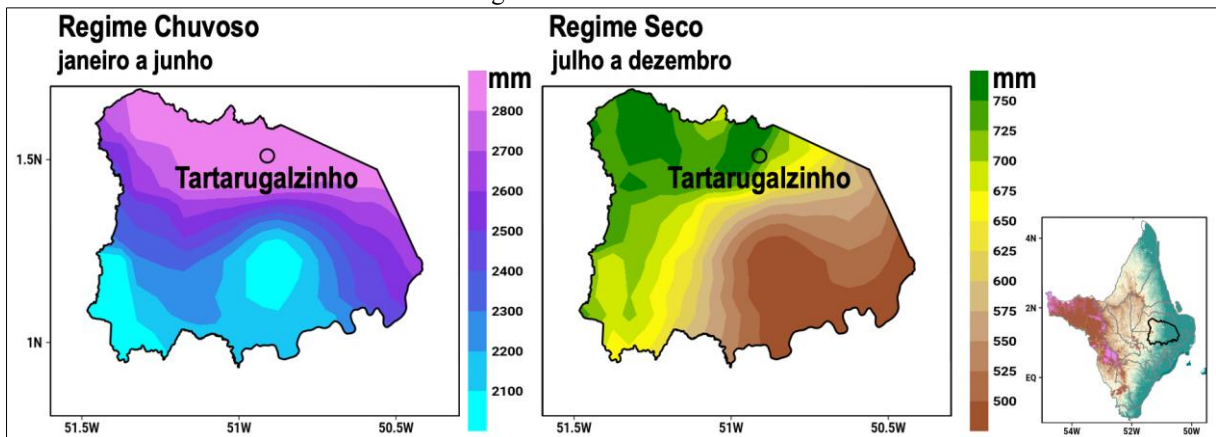 Regime Chuvoso
janeiro a junho
mm
2800
2700
2600
2500
2400
2300
2200
2100
Tartarugalzinho
1.5N
1N
51.5W
51W
50.5W
Regime Seco
julho a dezembro
mm
750
725
700
675
650
600
575
550
525
500
Tartarugalzinho
51.5W
51W
50.5W
4N
2N
EQ
54W
52W
50W